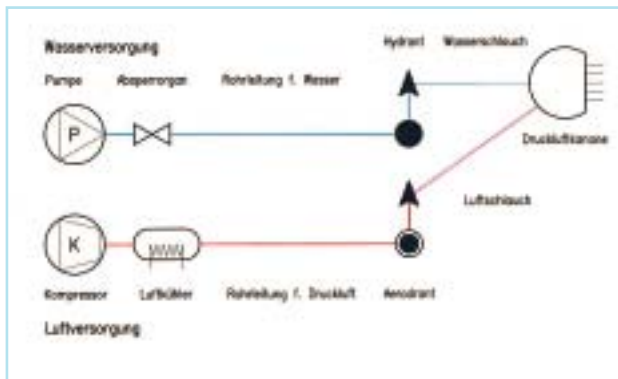 Wasserversorgung
Hydrant Wasserschlauch
Pumpe Absperrorgan Rohrleitung f. Wasser
P
Druckluftkanone
Luftschlauch
K
Kompressor Luftkühler Rohrleitung f. Druckluft Aerodrant
Luftversorgung